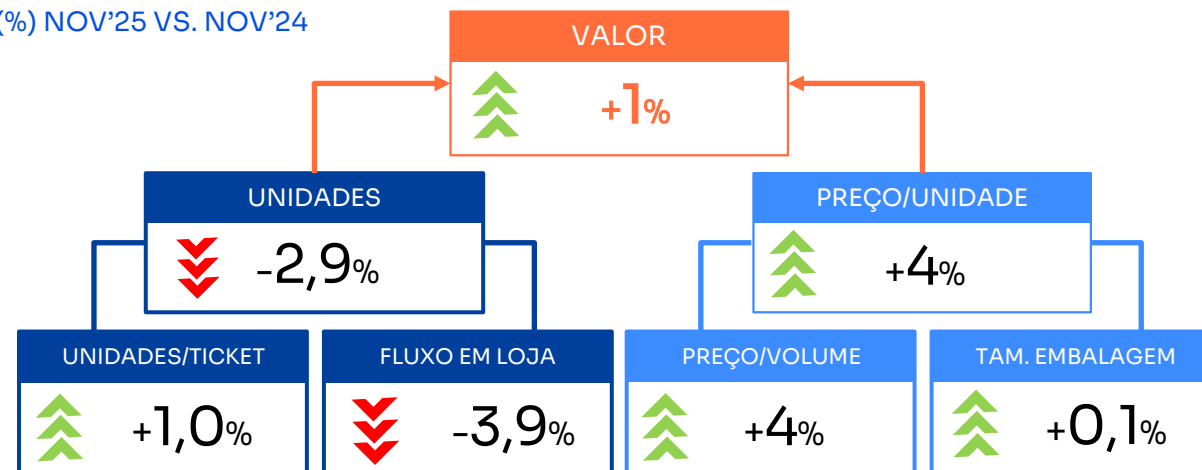 (%) NOV'25 VS. NOV'24
VALOR
+1%
UNIDADES
-2,9%
PREÇO/UNIDADE
+4%
UNIDADES/TICKET
+1,0%
FLUXO EM LOJA
-3,9%
PREÇO/VOLUME
+4%
TAM. EMBALAGEM
+0,1%